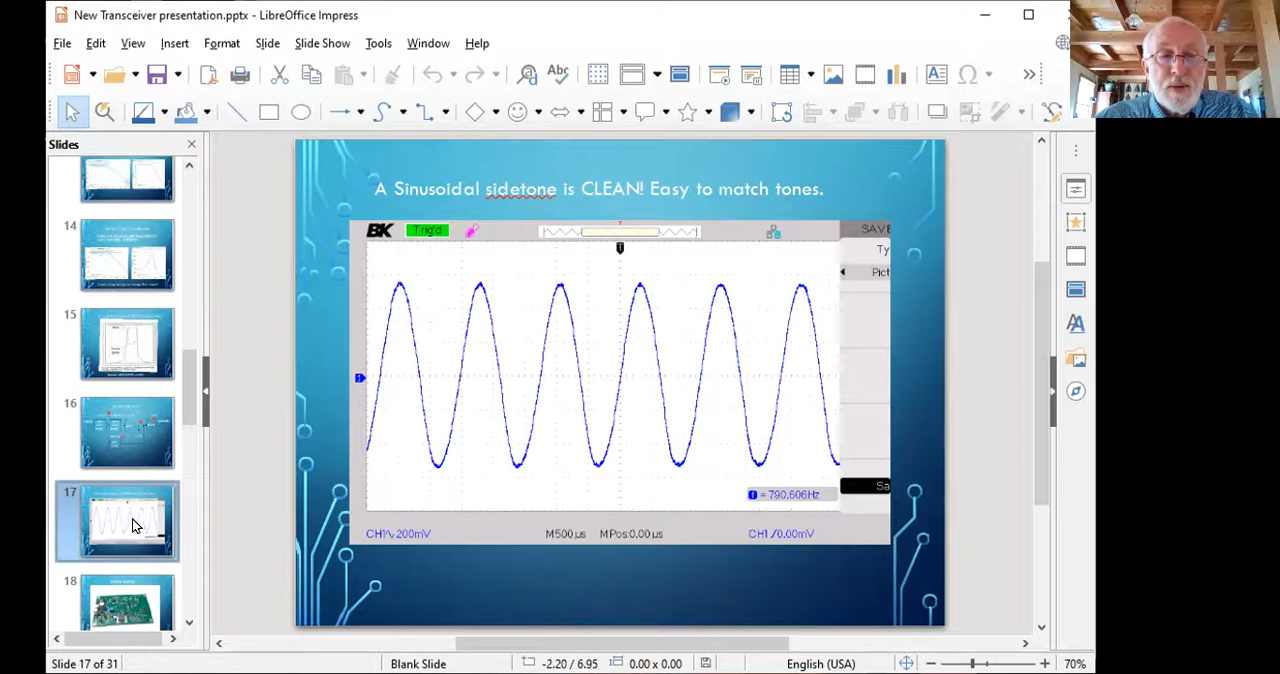 New Transceiver presentation.pptx - LibreOffice Impress
File Edit View Insert Format Slide Slide Show Tools Window Help
Abc
Slides
14
15
16
17
18
A Sinusoidal sidetone is CLEAN! Easy to match tones.
BK Trig'd SAVE
Ty
Pict
1
Sa
1 = 790.606Hz
CH1 200mV M500µs MPos:0.00µs CH1 /0.00mV
Slide 17 of 31 Blank Slide -2.20 / 6.95 0.00 x 0.00 English (USA) 70%